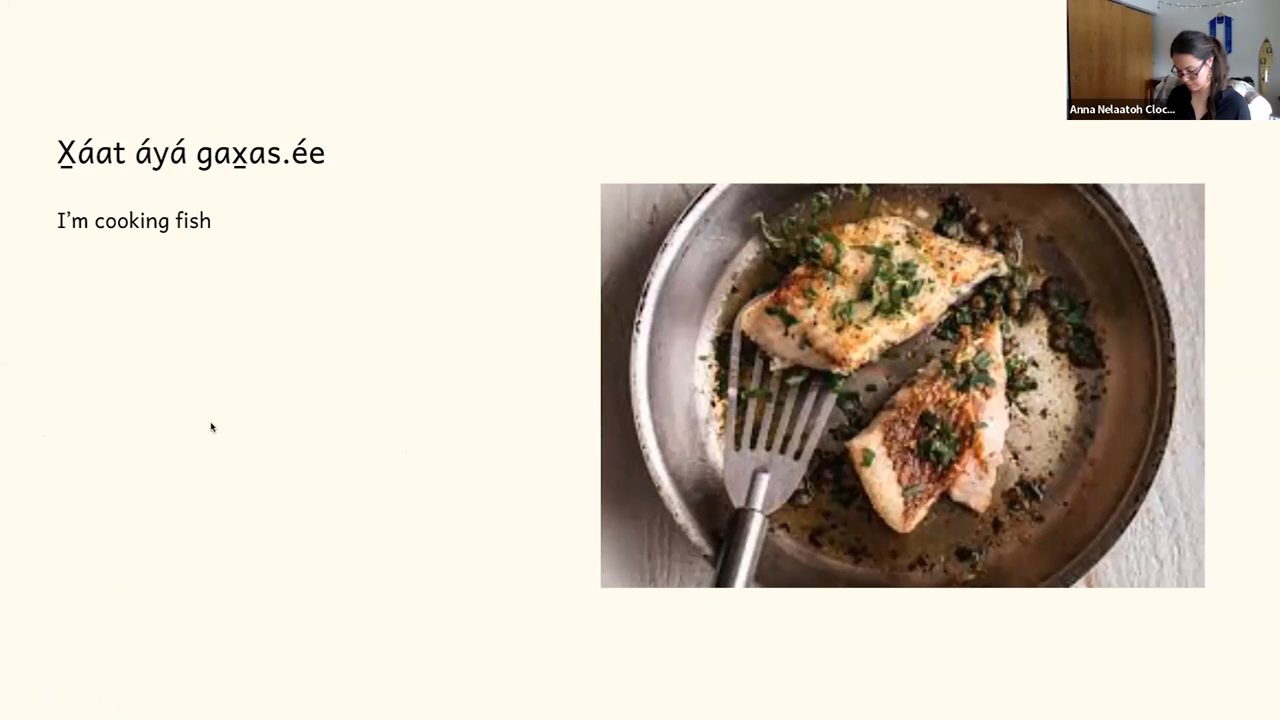 X̱áat áyá gax̱as.ée
I’m cooking fish
Anna Nelaatoh Cloc...